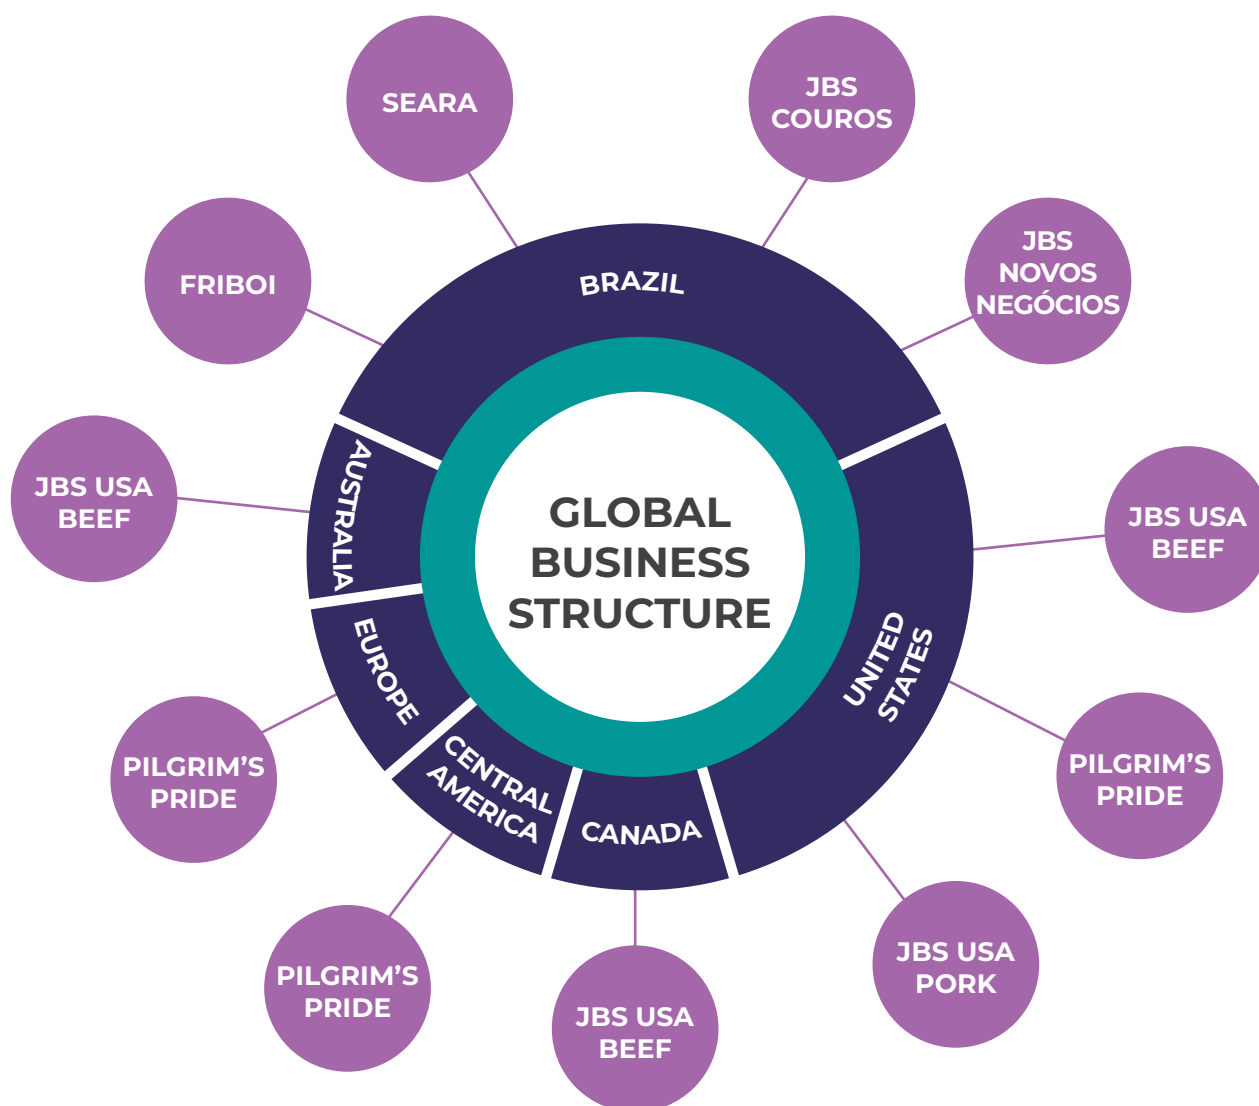 SEARA
JBS
COUROS
FRIBOI
JBS
NOVOS
NEGÓCIOS
BRAZIL
JBS USA
BEEF
AUSTRALIA
GLOBAL
BUSINESS
STRUCTURE
JBS USA
BEEF
EUROPE
UNITED
STATES
PILGRIM’S
PRIDE
CENTRAL
AMERICA
CANADA
PILGRIM’S
PRIDE
PILGRIM’S
PRIDE
JBS USA
BEEF
JBS USA
PORK